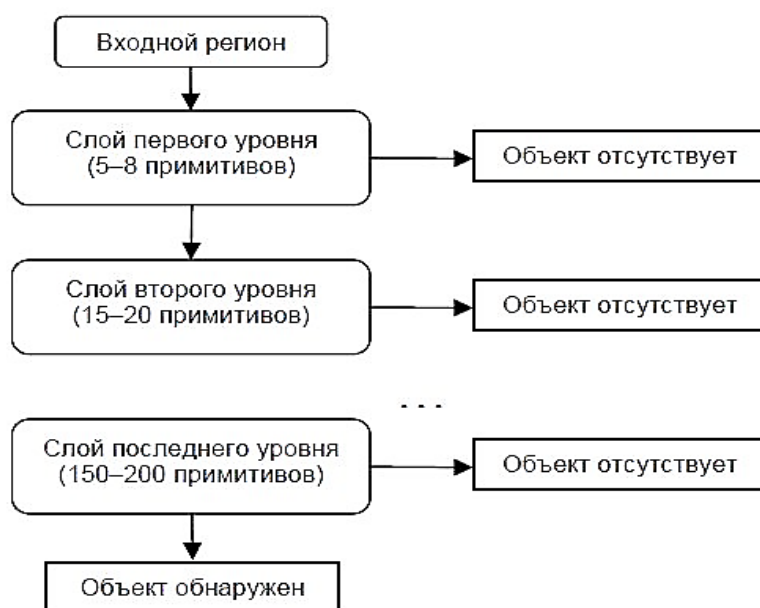 Входной регион
Слой первого уровня
(5–8 примитивов)
Объект отсутствует
Слой второго уровня
(15–20 примитивов)
Объект отсутствует
...
Слой последнего уровня
(150–200 примитивов)
Объект отсутствует
Объект обнаружен